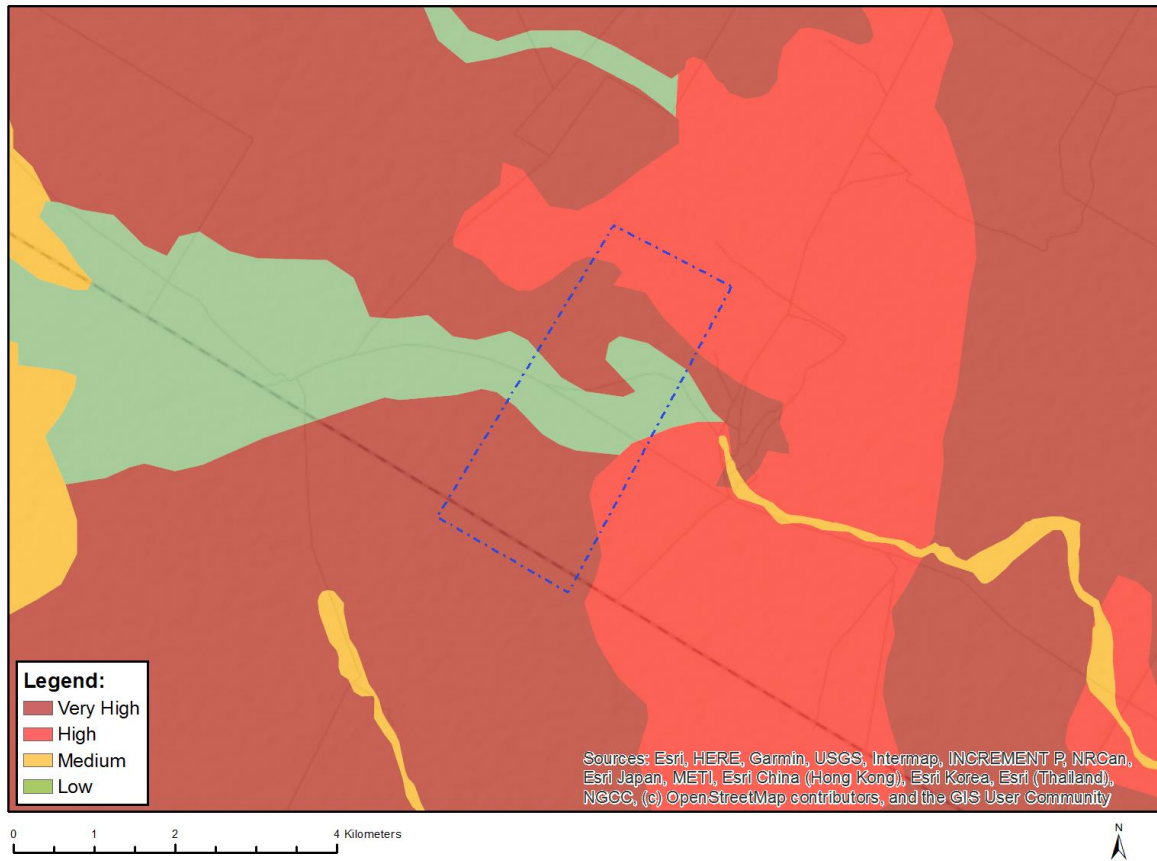 Legend:
Very High
High
Medium
Low
Sources: Esri, HERE, Garmin, USGS, Intermap, INCREMENT P, NRCan,
Esri Japan, METI, Esri China (Hong Kong), Esri Korea, Esri (Thailand),
NGCC, (c) OpenStreetMap contributors, and the GIS User Community
0 1 2 4 Kilometers
N